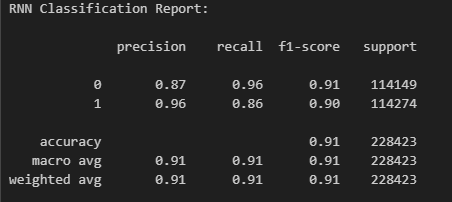 RNN Classification Report:
precision recall f1-score support
0 0.87 0.96 0.91 114149
1 0.96 0.86 0.90 114274
accuracy 0.91 228423
macro avg 0.91 0.91 0.91 228423
weighted avg 0.91 0.91 0.91 228423